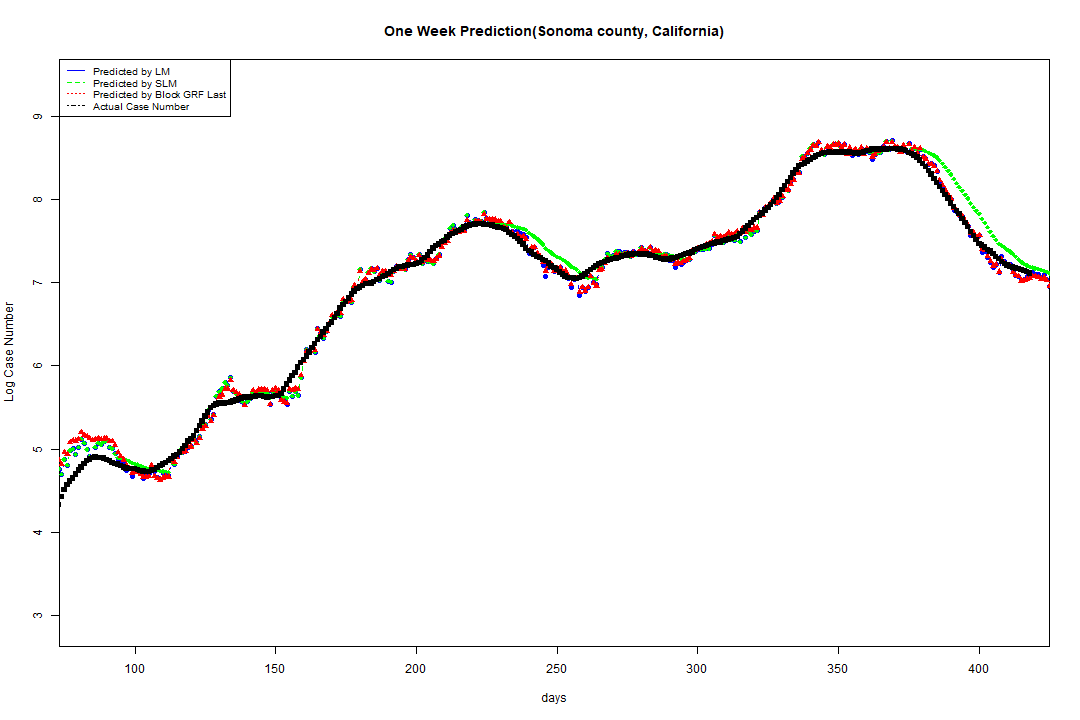 One Week Prediction(Sonoma county, California)
Predicted by LM
Predicted by SLM
Predicted by Block GRF Last
Actual Case Number
9
8
7
6
5
4
3
Log Case Number
100 150 200 250 300 350 400
days